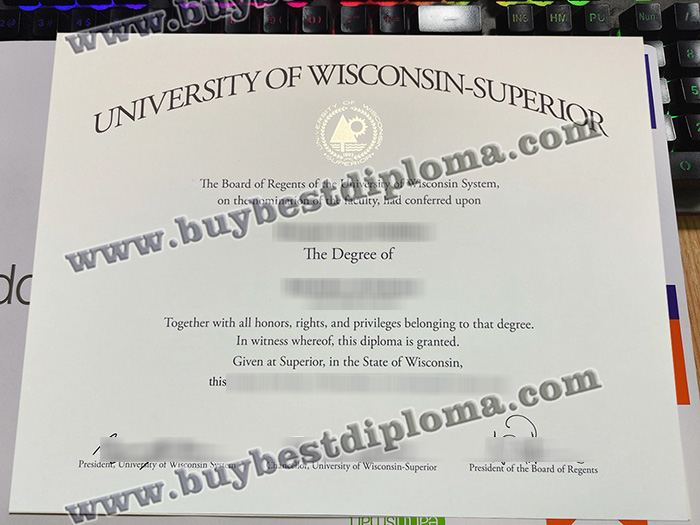 www.buybestdiploma.com
INS HM PU Nun
UNIVERSITY OF WISCONSIN-SUPERIOR
The Board of Regents of the University of Wisconsin System,
on the nomination of the faculty, had conferred upon
www.buybestdiploma.com
The Degree of
Together with all honors, rights, and privileges belonging to that degree.
In witness whereof, this diploma is granted.
Given at Superior, in the State of Wisconsin,
this
www.buybestdiploma.com
President, University of Wisconsin System
Chancellor, University of Wisconsin-Superior
President of the Board of Regents